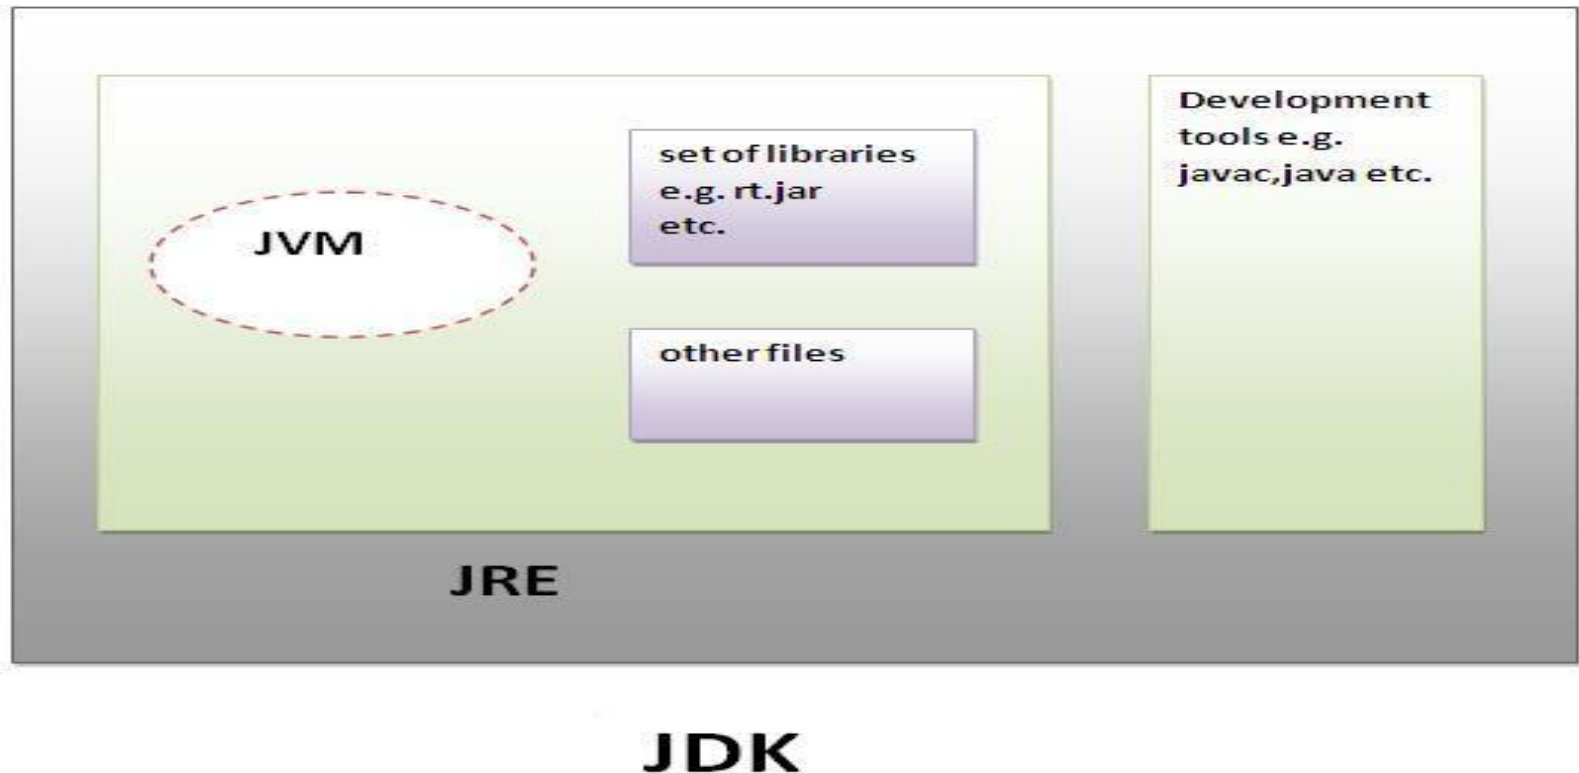 JVM
set of libraries
e.g. rt.jar
etc.
other files
Development
tools e.g.
javac,java etc.
JRE
JDK